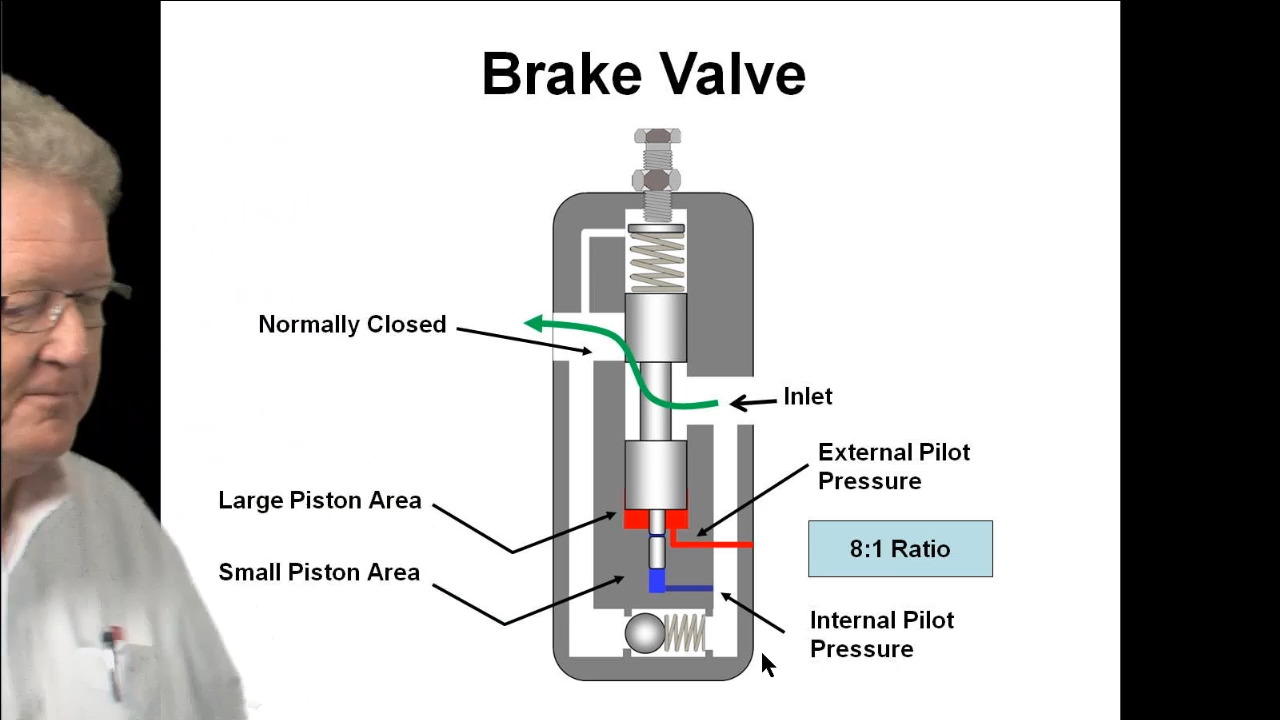 Brake Valve
Normally Closed
Inlet
External Pilot
Pressure
Large Piston Area
8:1 Ratio
Small Piston Area
Internal Pilot
Pressure